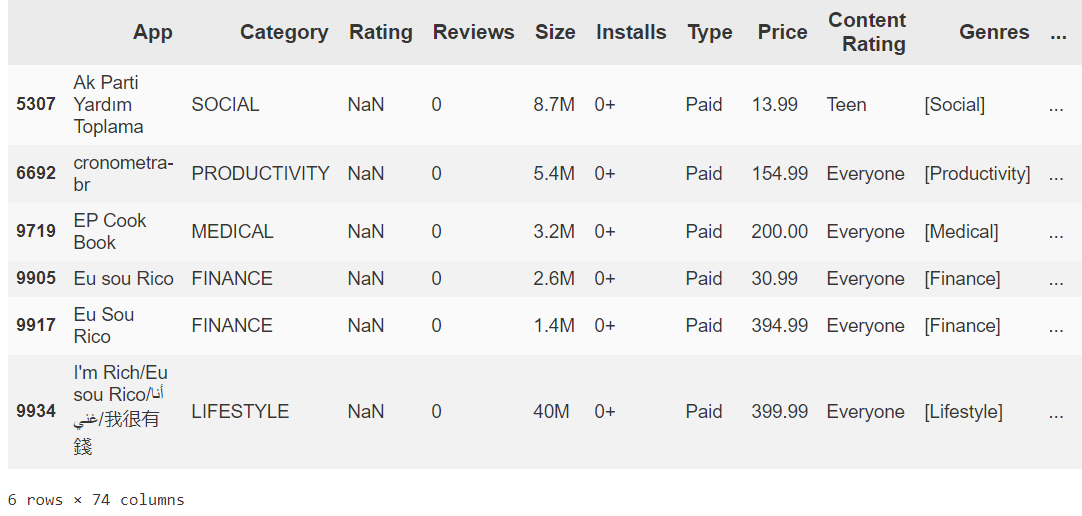 App Category Rating Reviews Size Installs Type Price Content Rating Genres ...
5307 Ak Parti Yardım Toplama SOCIAL NaN 0 8.7M 0+ Paid 13.99 Teen [Social] ...
6692 cronometra-br PRODUCTIVITY NaN 0 5.4M 0+ Paid 154.99 Everyone [Productivity] ...
9719 EP Cook Book MEDICAL NaN 0 3.2M 0+ Paid 200.00 Everyone [Medical] ...
9905 Eu sou Rico FINANCE NaN 0 2.6M 0+ Paid 30.99 Everyone [Finance] ...
9917 Eu Sou Rico FINANCE NaN 0 1.4M 0+ Paid 394.99 Everyone [Finance] ...
9934 I'm Rich/Eu sou Rico/أنا غني/我很有錢 LIFESTYLE NaN 0 40M 0+ Paid 399.99 Everyone [Lifestyle] ...
6 rows × 74 columns